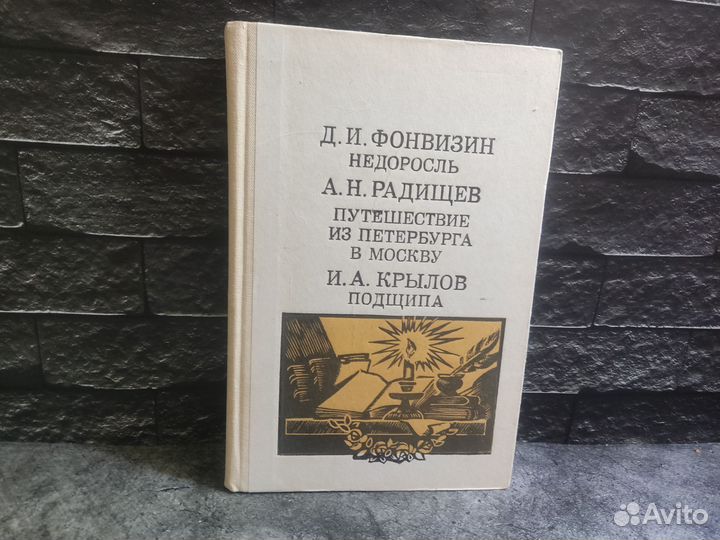 Д. И. ФОНВИЗИН
НЕДОРОСЛЬ
А. Н. РАДИЩЕВ
ПУТЕШЕСТВИЕ
ИЗ ПЕТЕРБУРГА
В МОСКВУ
И. А. КРЫЛОВ
ПОДЩИПА
Avito